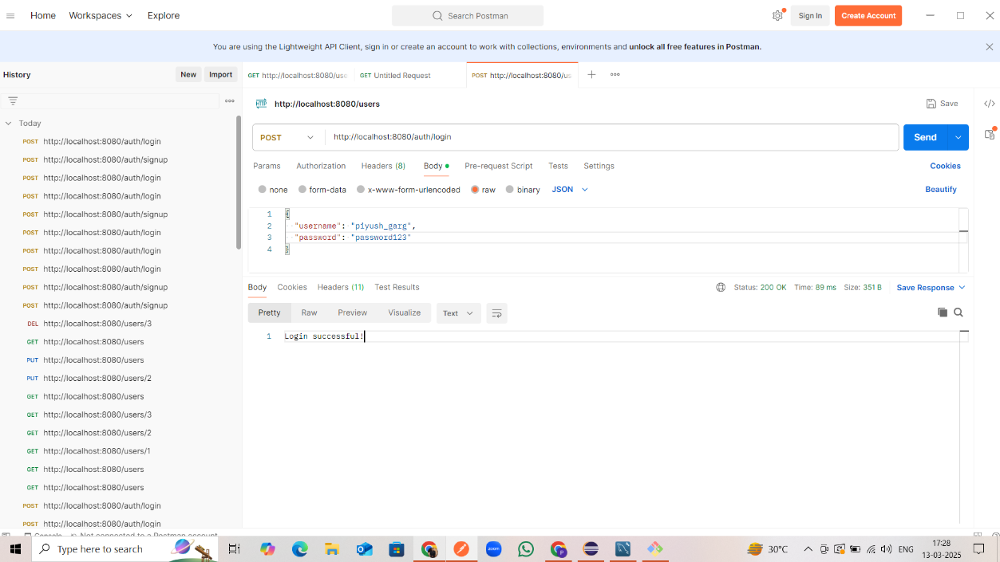 Home Workspaces Explore Search Postman Sign In Create Account
You are using the Lightweight API Client, sign in or create an account to work with collections, environments and unlock all free features in Postman.
History New Import GET http://localhost:8080/use GET Untitled Request POST http://localhost:8080/us
HTTP http://localhost:8080/users Save
Today
POST http://localhost:8080/auth/login
POST http://localhost:8080/auth/signup
POST http://localhost:8080/auth/login
POST http://localhost:8080/auth/login
POST http://localhost:8080/auth/signup
POST http://localhost:8080/auth/login
POST http://localhost:8080/auth/login
POST http://localhost:8080/auth/login
POST http://localhost:8080/auth/signup
POST http://localhost:8080/auth/signup
DEL http://localhost:8080/users/3
GET http://localhost:8080/users
PUT http://localhost:8080/users
PUT http://localhost:8080/users/2
GET http://localhost:8080/users
GET http://localhost:8080/users/3
GET http://localhost:8080/users/2
GET http://localhost:8080/users/1
GET http://localhost:8080/users
GET http://localhost:8080/users
POST http://localhost:8080/auth/login
POST http://localhost:8080/auth/login
POST http://localhost:8080/auth/login Send
Params Authorization Headers (8) Body Pre-request Script Tests Settings Cookies
none form-data x-www-form-urlencoded raw binary JSON Beautify
1 {
2 "username": "piyush_garg",
3 "password": "password123"
4 }
Body Cookies Headers (11) Test Results Status: 200 OK Time: 89 ms Size: 351 B Save Response
Pretty Raw Preview Visualize Text
1 Login successful!
Console Not connected to a Postman account
Type here to search zoom 30°C ENG 17:28
13-03-2025